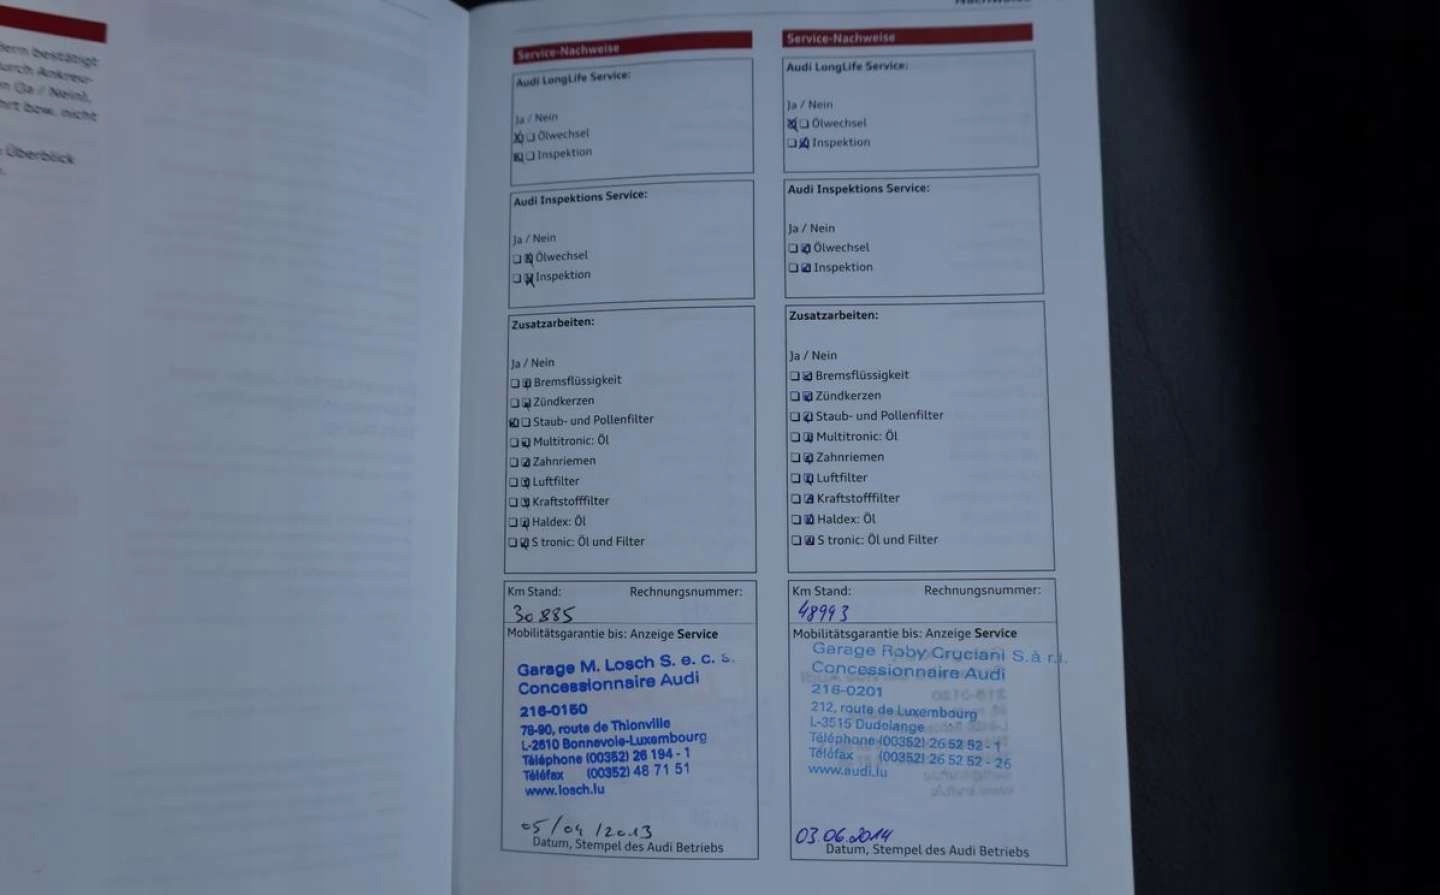 bestätigt
durch Ankreu-
n (Ja / Nein),
nicht
Überblick
Service-Nachweise
Audi LongLife Service:
Ja / Nein
Ölwechsel
Inspektion
Audi Inspektions Service:
Ja / Nein
Ölwechsel
Inspektion
Zusatzarbeiten:
Ja / Nein
Bremsflüssigkeit
Zündkerzen
Staub- und Pollenfilter
Multitronic: Öl
Zahnriemen
Luftfilter
Kraftstofffilter
Haldex: Öl
S tronic: Öl und Filter
Km Stand: Rechnungsnummer:
30885
Mobilitätsgarantie bis: Anzeige Service
Garage M. Losch S. e. c. s.
Concessionnaire Audi
216-0150
78-90, route de Thionville
L-2610 Bonnevoie-Luxembourg
Téléphone (00352) 26 194 - 1
Téléfax (00352) 48 71 51
www.losch.lu
05/04/2013
Datum, Stempel des Audi Betriebs
Service-Nachweise
Audi LongLife Service:
Ja / Nein
Ölwechsel
Inspektion
Audi Inspektions Service:
Ja / Nein
Ölwechsel
Inspektion
Zusatzarbeiten:
Ja / Nein
Bremsflüssigkeit
Zündkerzen
Staub- und Pollenfilter
Multitronic: Öl
Zahnriemen
Luftfilter
Kraftstofffilter
Haldex: Öl
S tronic: Öl und Filter
Km Stand: Rechnungsnummer:
48993
Mobilitätsgarantie bis: Anzeige Service
Garage Roby Cruciani S.à r.l.
Concessionnaire Audi
216-0201
212, route de Luxembourg
L-3515 Dudelange
Téléphone (00352) 26 52 52 - 1
Téléfax (00352) 26 52 52 - 26
www.audi.lu
03.06.2014
Datum, Stempel des Audi Betriebs